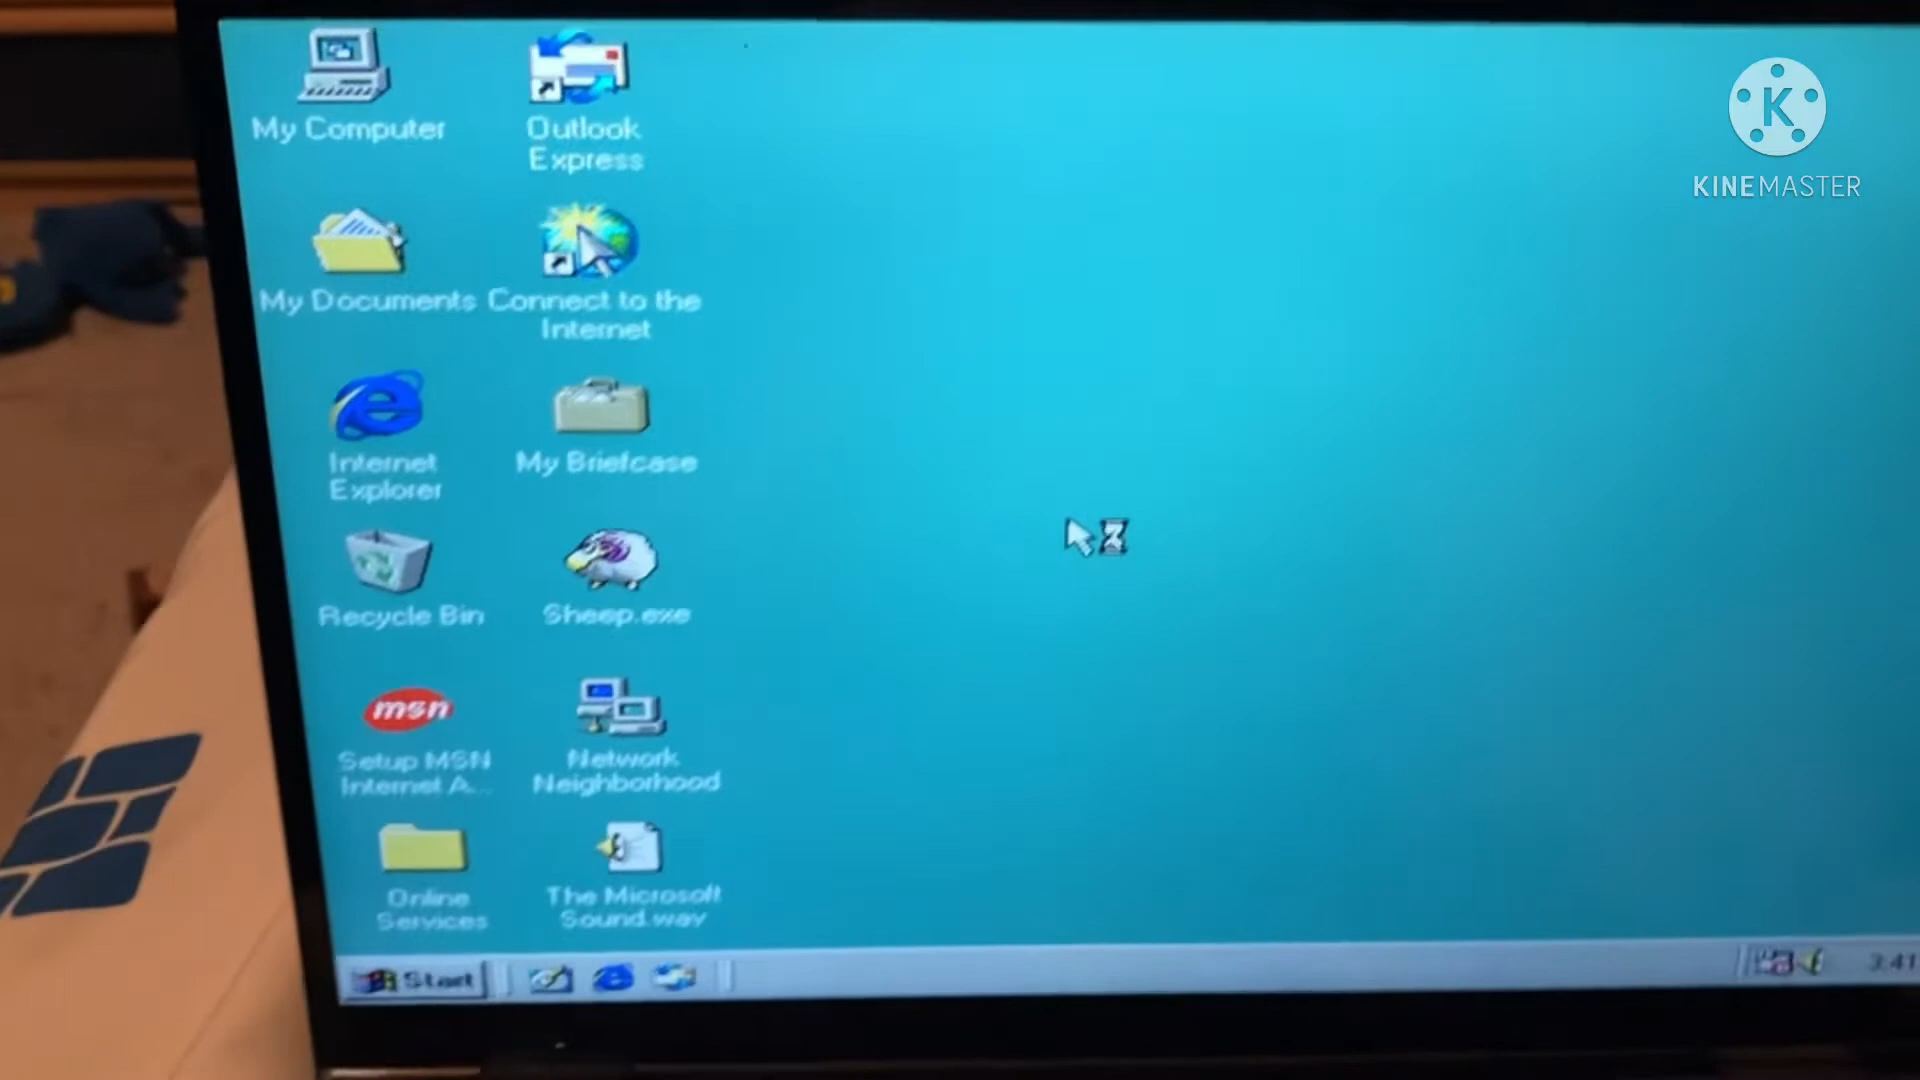 My Computer
Outlook
Express
K
KINEMASTER
My Documents
Connect to the
Internet
Internet
Explorer
My Briefcase
Recycle Bin
Sheep.exe
msn
Setup MSN
Internet A...
Network
Neighborhood
Online
Services
The Microsoft
Sound.wav
Start
3:41